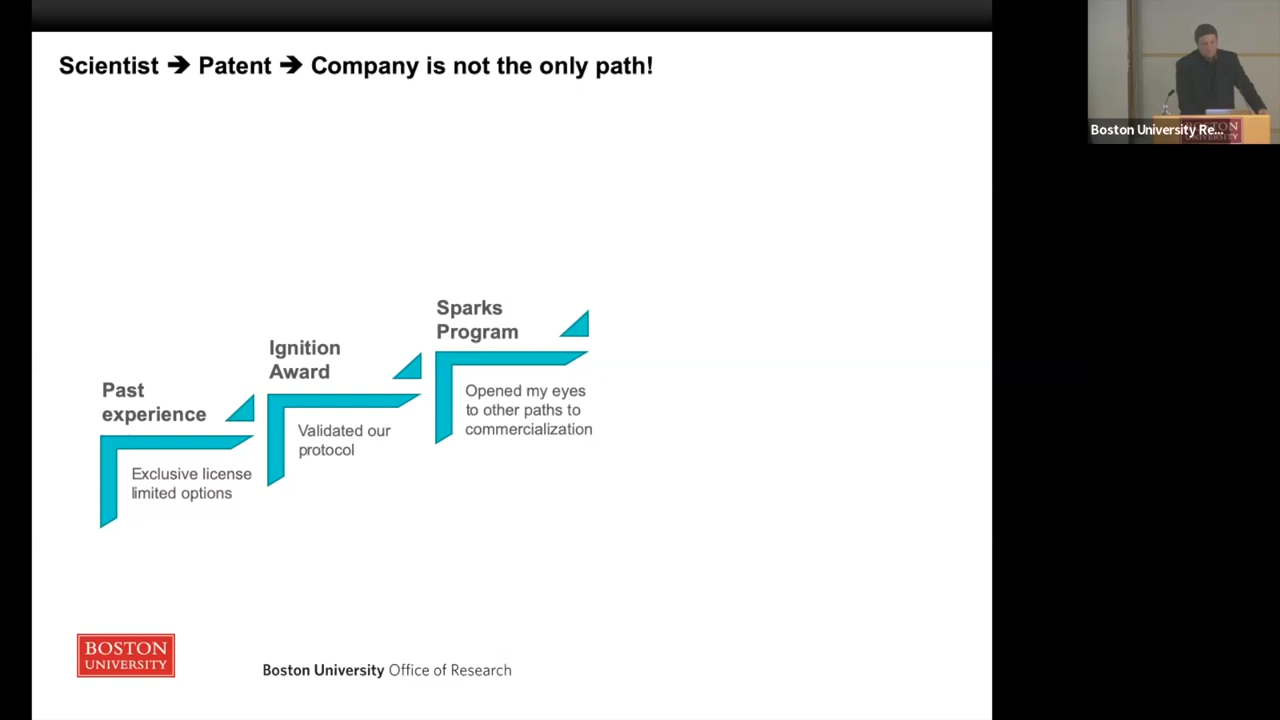 Scientist ➔ Patent ➔ Company is not the only path!
Boston University Re...
BOSTON
UNIVERSITY
Sparks
Program
Opened my eyes
to other paths to
commercialization
Ignition
Award
Validated our
protocol
Past
experience
Exclusive license
limited options
BOSTON
UNIVERSITY
Boston University Office of Research